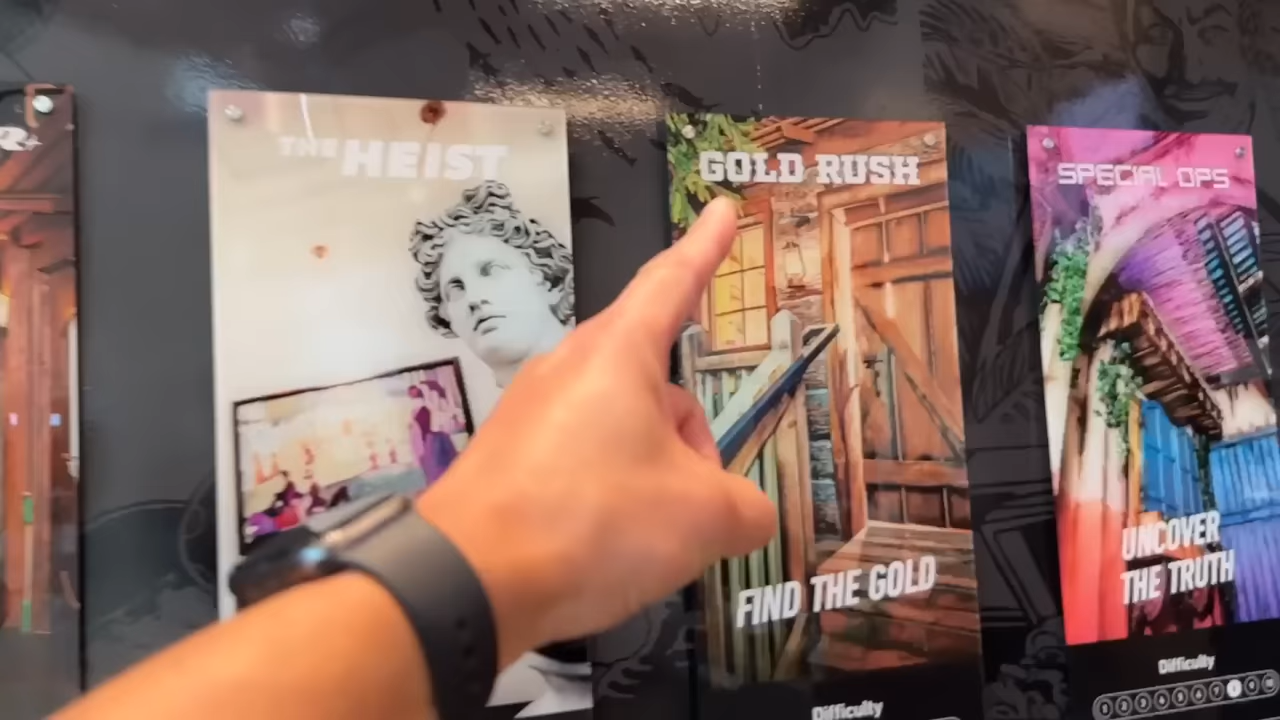 THE HEIST
GOLD RUSH
SPECIAL OPS
FIND THE GOLD
UNCOVER
THE TRUTH
Difficulty
Difficulty